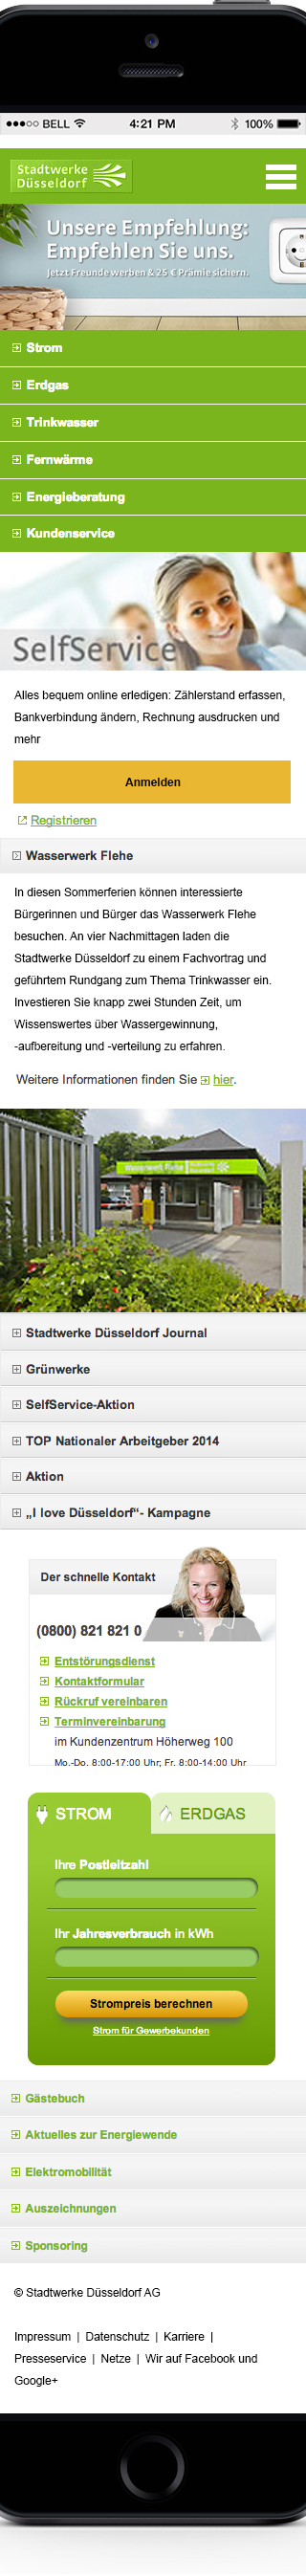 BELL 4:21 PM 100%
Stadtwerke
Düsseldorf
Unsere Empfehlung:
Empfehlen Sie uns.
Jetzt Freunde werben & 25 € Prämie sichern.
Strom
Erdgas
Trinkwasser
Fernwärme
Energieberatung
Kundenservice
SelfService
Alles bequem online erledigen: Zählerstand erfassen,
Bankverbindung ändern, Rechnung ausdrucken und
mehr
Anmelden
Registrieren
Wasserwerk Flehe
In diesen Sommerferien können interessierte
Bürgerinnen und Bürger das Wasserwerk Flehe
besuchen. An vier Nachmittagen laden die
Stadtwerke Düsseldorf zu einem Fachvortrag und
geführtem Rundgang zum Thema Trinkwasser ein.
Investieren Sie knapp zwei Stunden Zeit, um
Wissenswertes über Wassergewinnung,
-aufbereitung und -verteilung zu erfahren.
Weitere Informationen finden Sie hier.
Wasserwerk Flehe
Stadtwerke Düsseldorf Journal
Grünwerke
SelfService-Aktion
TOP Nationaler Arbeitgeber 2014
Aktion
„I love Düsseldorf“- Kampagne
Der schnelle Kontakt
(0800) 821 821 0
Entstörungsdienst
Kontaktformular
Rückruf vereinbaren
Terminvereinbarung
im Kundenzentrum Höherweg 100
Mo.-Do. 8:00-17:00 Uhr; Fr. 8:00-14:00 Uhr
STROM ERDGAS
Ihre Postleitzahl
Ihr Jahresverbrauch in kWh
Strompreis berechnen
Strom für Gewerbekunden
Gästebuch
Aktuelles zur Energiewende
Elektromobilität
Auszeichnungen
Sponsoring
© Stadtwerke Düsseldorf AG
Impressum | Datenschutz | Karriere |
Presseservice | Netze | Wir auf Facebook und
Google+